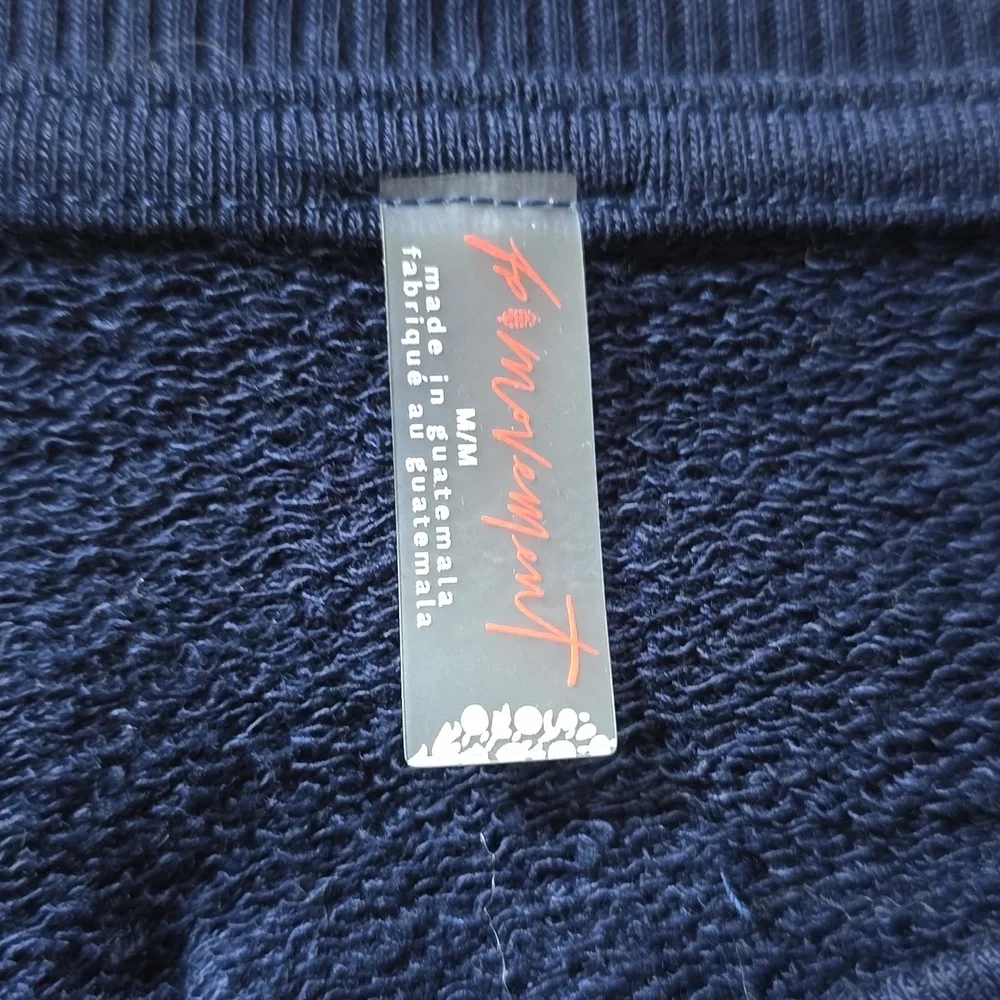 fp movement
M/M
made in guatemala
fabriqué au guatemala